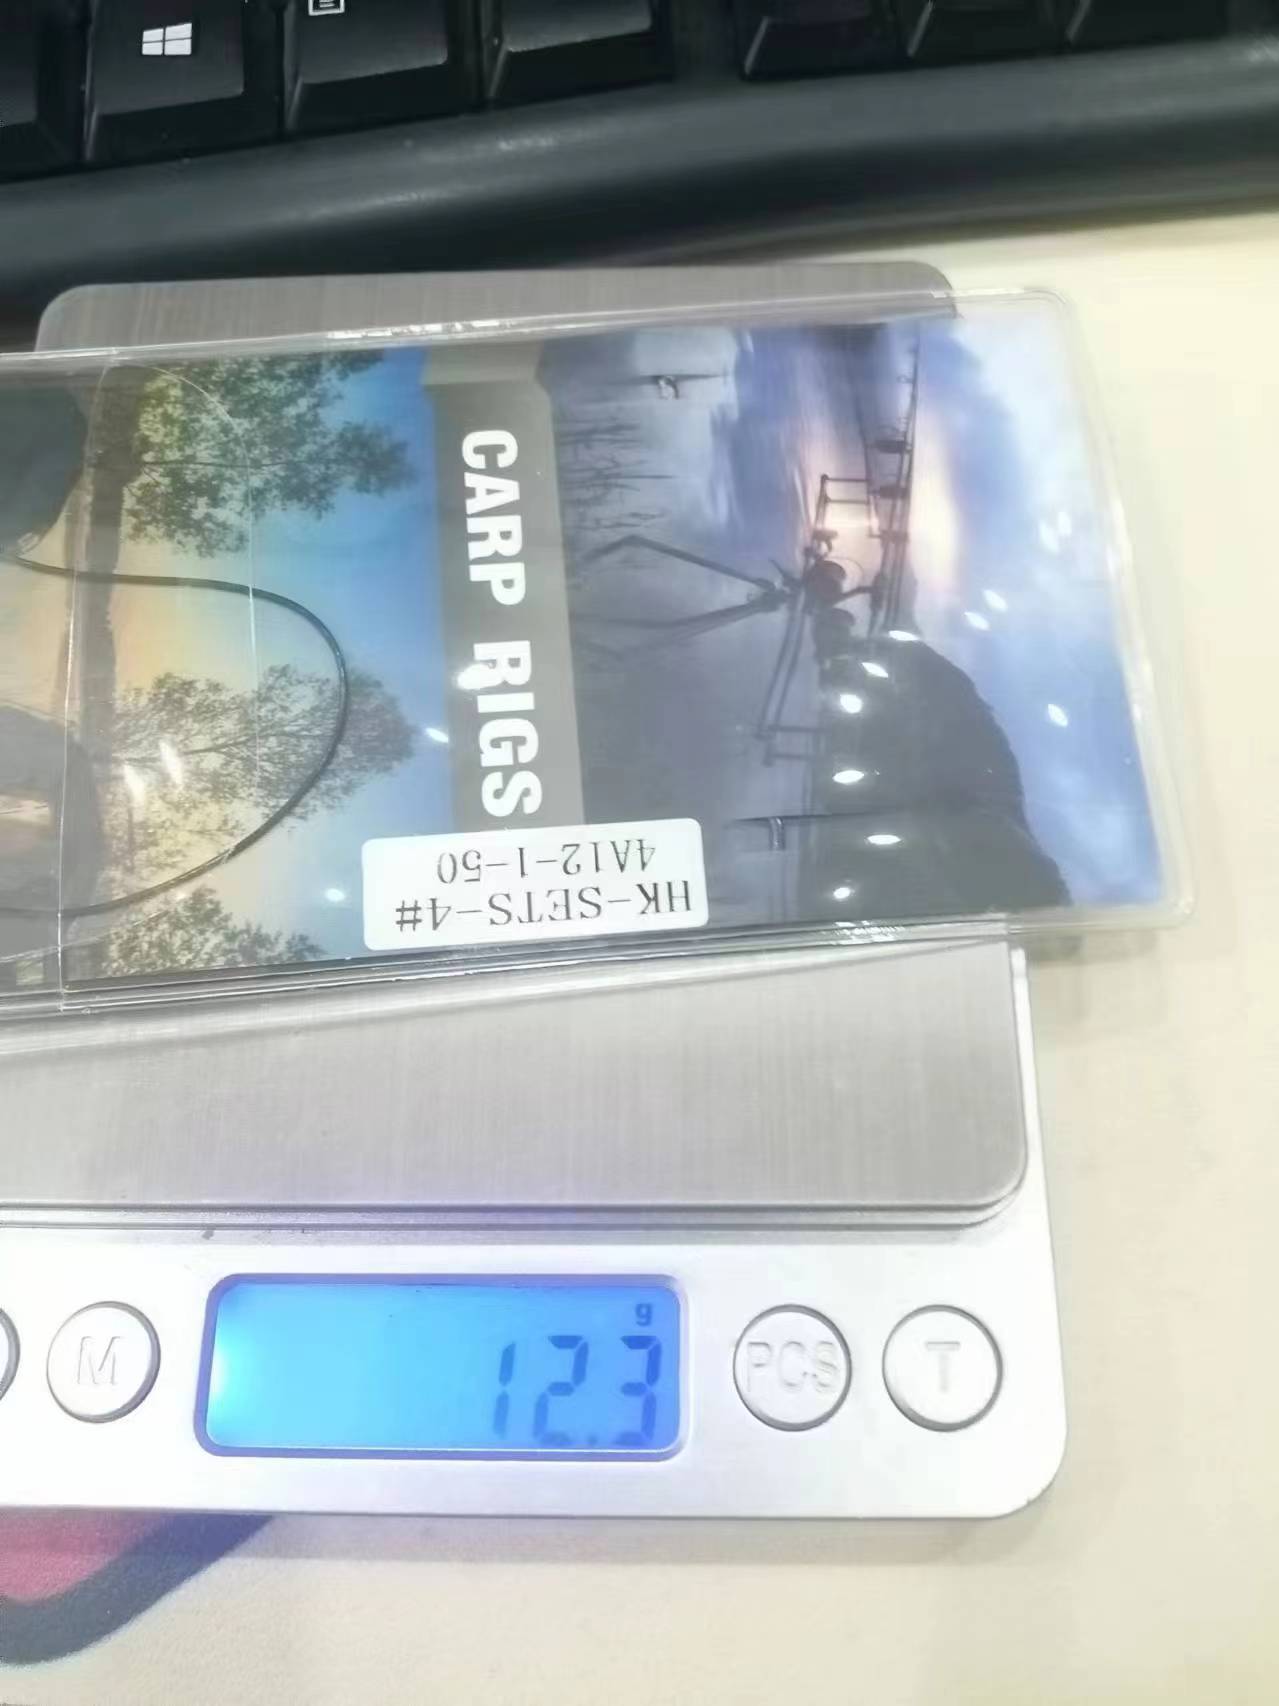 CARP RIGS
HK-SETS-4#
4A12-1-50
g
12.3
M
PCS
T